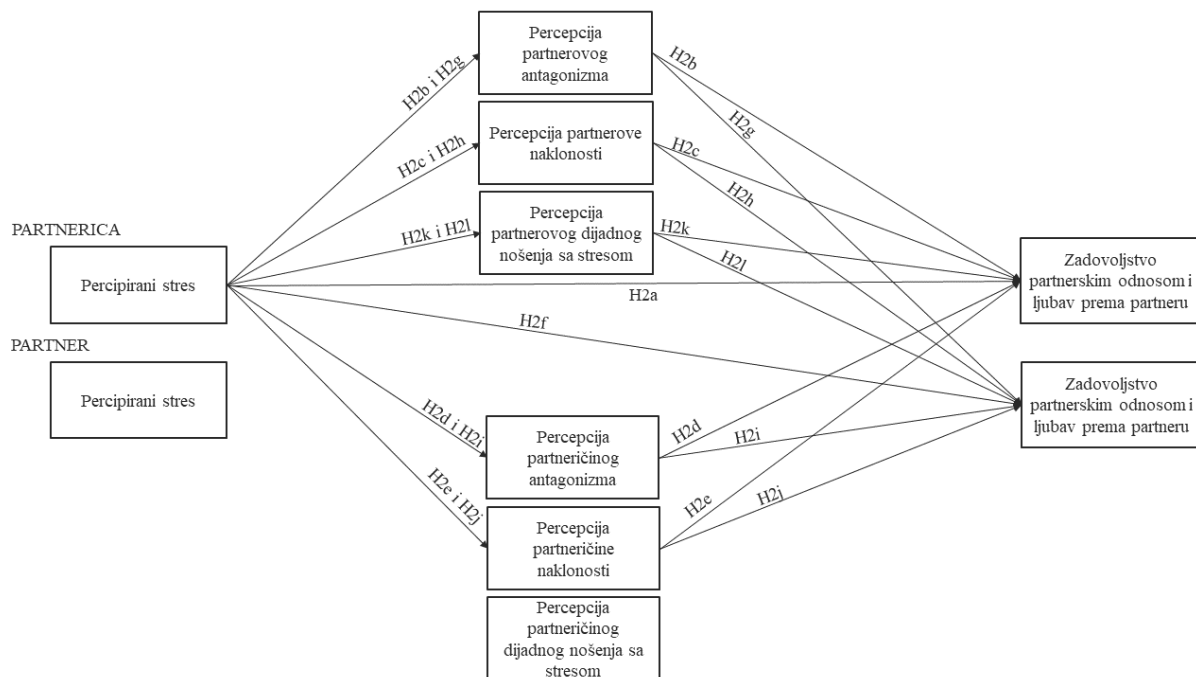 Percepcija
partnerovog
antagonizma
H2b i H2g
H2b
H2g
Percepcija partnerove
naklonosti
H2c i H2h
H2c
H2h
Percepcija
partnerovog dijadnog
nošenja sa stresom
H2k i H2l
H2k
H2l
PARTNERICA
Percipirani stres
H2a
Zadovoljstvo
partnerskim odnosom i
ljubav prema partneru
H2f
PARTNER
Percipirani stres
Zadovoljstvo
partnerskim odnosom i
ljubav prema partneru
H2d i H2i
H2d
H2i
Percepcija
partneričinog
antagonizma
H2e i H2j
H2e
H2j
Percepcija
partneričine
naklonosti
Percepcija
partneričinog
dijadnog nošenja sa
stresom